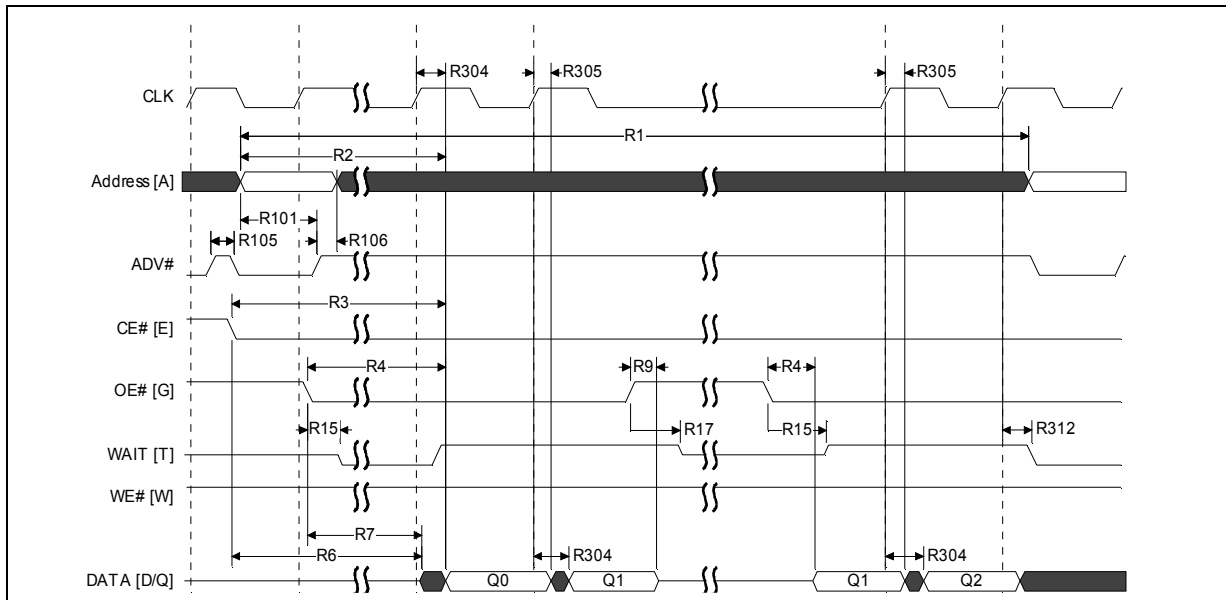 R304
R305
R305
CLK
R1
R2
Address [A]
R101
R105
R106
ADV#
R3
CE# [E]
R4
R9
R4
OE# [G]
R15
R17
R15
R312
WAIT [T]
WE# [W]
R7
R6
R304
R304
DATA [D/Q]
Q0
Q1
Q1
Q2